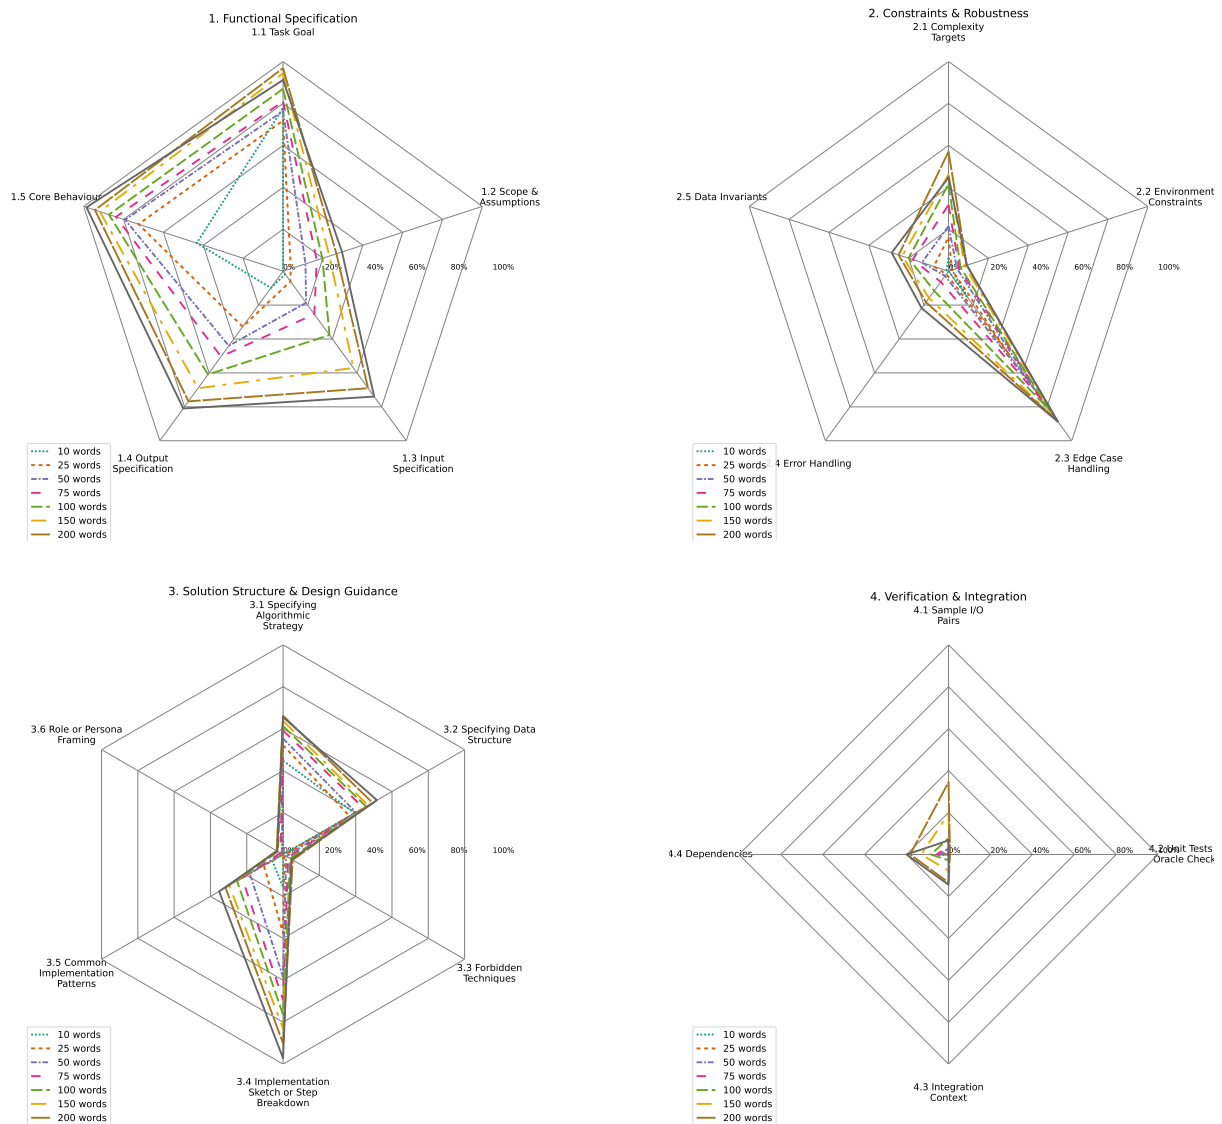 1. Functional Specification
1.1 Task Goal
1.2 Scope &
Assumptions
1.5 Core Behaviour
0%
20%
40%
60%
80%
100%
1.4 Output
Specification
1.3 Input
Specification
10 words
25 words
50 words
75 words
100 words
150 words
200 words
2. Constraints & Robustness
2.1 Complexity
Targets
2.5 Data Invariants
2.2 Environment
Constraints
0%
20%
40%
60%
80%
100%
2.4 Error Handling
2.3 Edge Case
Handling
10 words
25 words
50 words
75 words
100 words
150 words
200 words
3. Solution Structure & Design Guidance
3.1 Specifying
Algorithmic
Strategy
3.6 Role or Persona
Framing
3.2 Specifying Data
Structure
0%
20%
40%
60%
80%
100%
3.5 Common
Implementation
Patterns
3.3 Forbidden
Techniques
3.4 Implementation
Sketch or Step
Breakdown
10 words
25 words
50 words
75 words
100 words
150 words
200 words
4. Verification & Integration
4.1 Sample I/O
Pairs
4.4 Dependencies
0%
20%
40%
60%
80%
100%
4.2 Unit Tests
Oracle Check
4.3 Integration
Context
10 words
25 words
50 words
75 words
100 words
150 words
200 words